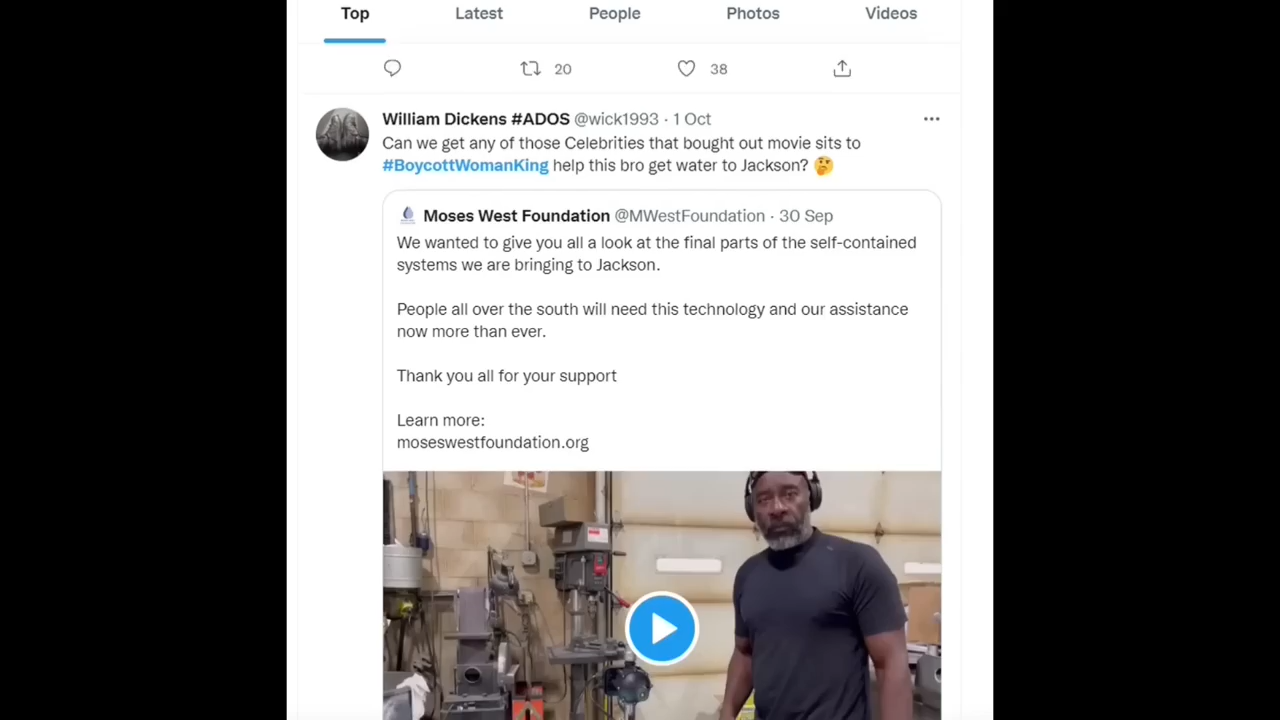 Top Latest People Photos Videos
20 38
William Dickens #ADOS @wick1993 · 1 Oct
Can we get any of those Celebrities that bought out movie sits to
#BoycottWomanKing help this bro get water to Jackson? 🤔
Moses West Foundation @MWestFoundation · 30 Sep
We wanted to give you all a look at the final parts of the self-contained
systems we are bringing to Jackson.
People all over the south will need this technology and our assistance
now more than ever.
Thank you all for your support
Learn more:
moseswestfoundation.org